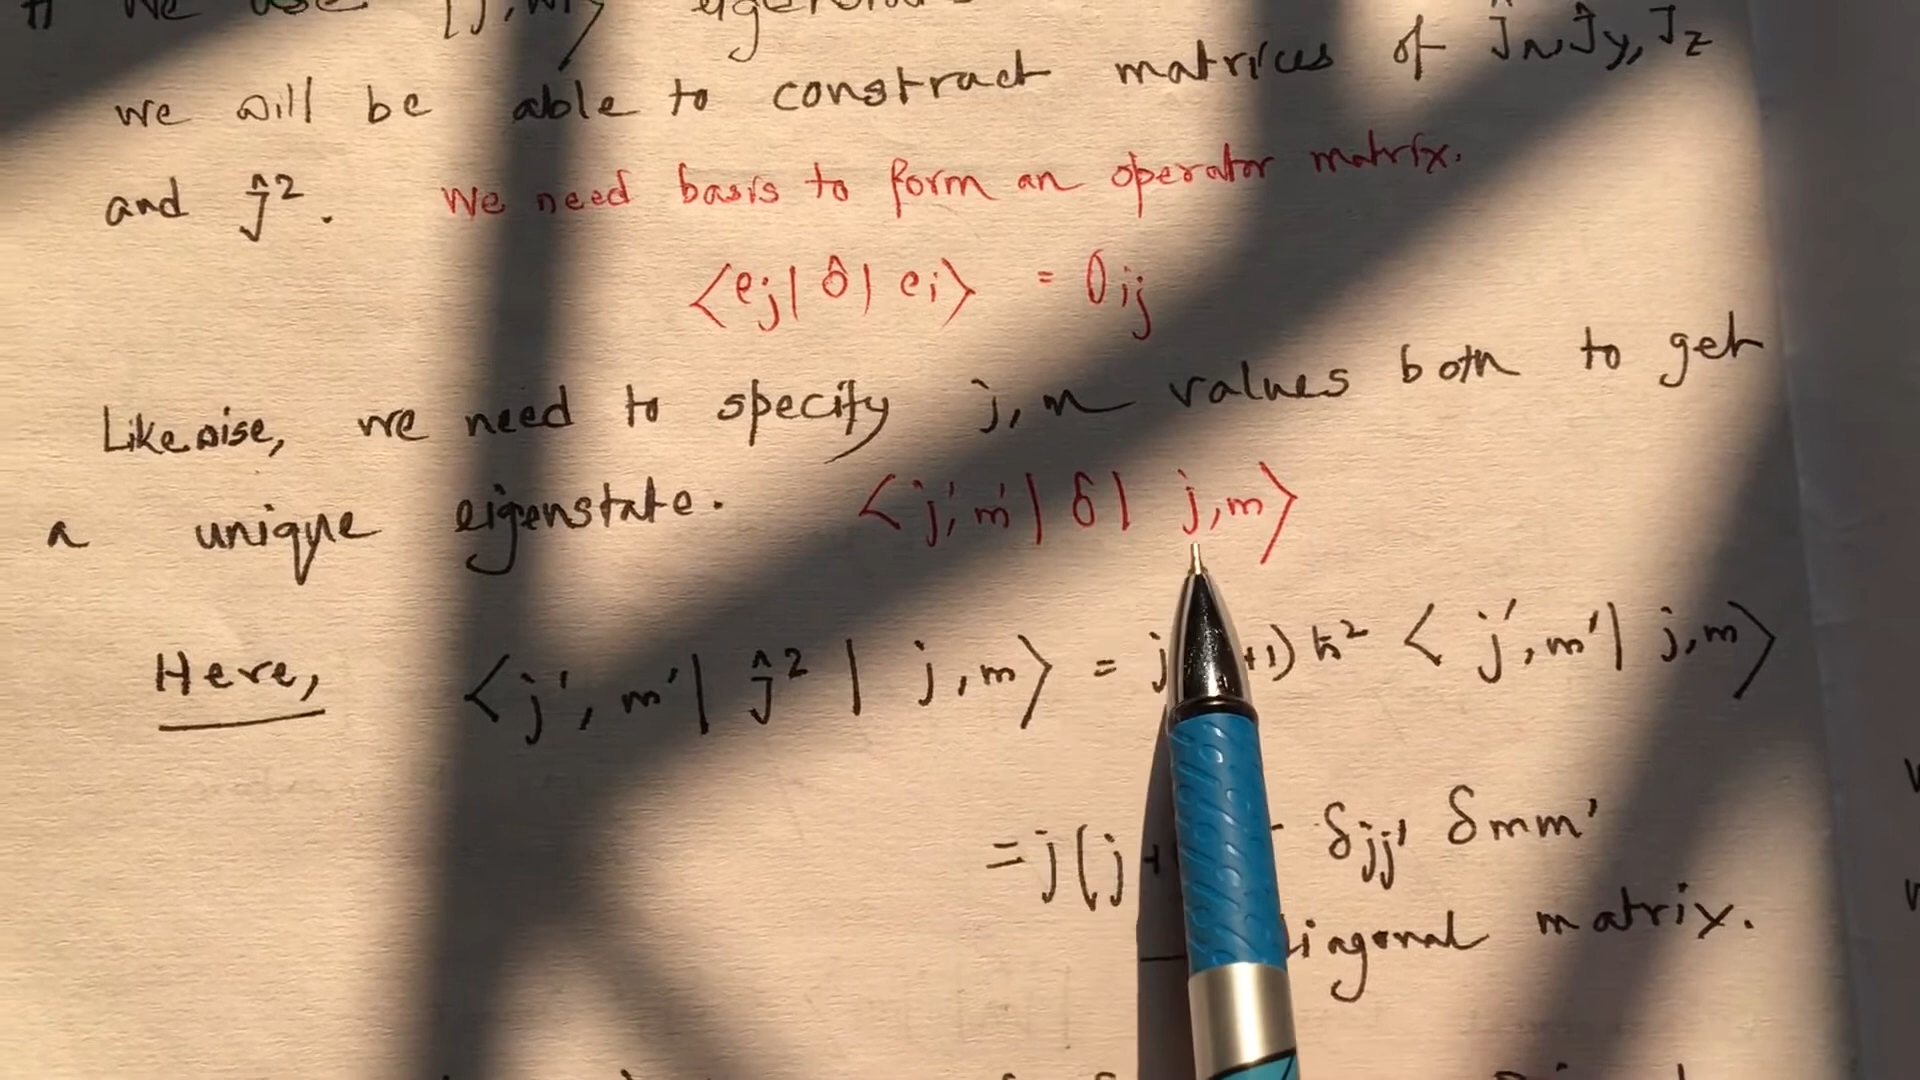 we use |j,m⟩
we will be able to construct matrices of Ĵx, Ĵy, Ĵz
and Ĵ². We need basis to form an operator matrix.
⟨ej| Ô| ei⟩ = Oij
Likewise, we need to specify j, m values both to get
a unique eigenstate. ⟨j′, m′| Ô| j,m⟩
Here, ⟨j′, m′| Ĵ² | j,m⟩ = j +1) ħ² ⟨ j′, m′| j,m⟩
= j(j+ δjj′ δmm′
iagonal matrix.